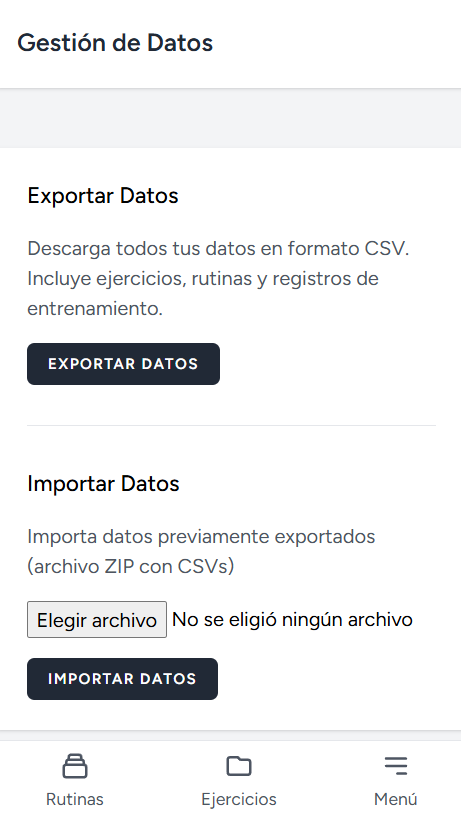 Gestión de Datos
Exportar Datos
Descarga todos tus datos en formato CSV.
Incluye ejercicios, rutinas y registros de
entrenamiento.
EXPORTAR DATOS
Importar Datos
Importa datos previamente exportados
(archivo ZIP con CSVs)
Elegir archivo No se eligió ningún archivo
IMPORTAR DATOS
Rutinas Ejercicios Menú